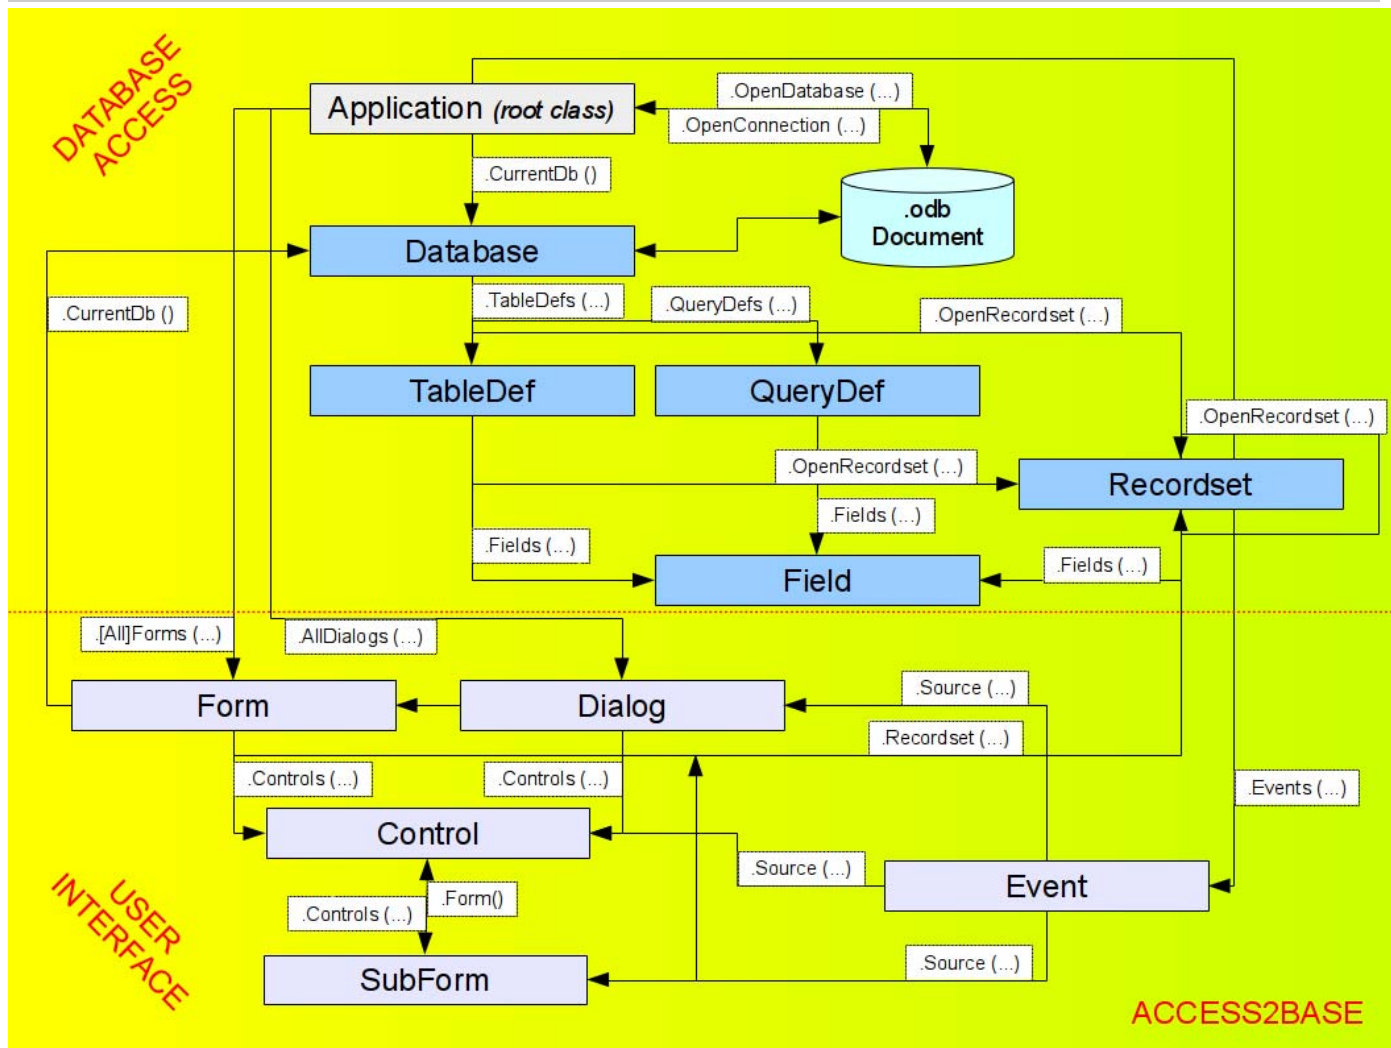 DATABASE
ACCESS
Application (root class)
.OpenDatabase (...)
.OpenConnection (...)
.CurrentDb ()
.odb
Document
Database
.TableDefs (...)
.QueryDefs (...)
.OpenRecordset (...)
.CurrentDb ()
TableDef
QueryDef
.OpenRecordset (...)
.OpenRecordset (...)
Recordset
.Fields (...)
.Fields (...)
.Fields (...)
Field
.[All]Forms (...)
.AllDialogs (...)
Form
Dialog
.Source (...)
.Recordset (...)
.Controls (...)
.Controls (...)
.Events (...)
Control
.Source (...)
Event
.Form()
.Controls (...)
USER
INTERFACE
SubForm
.Source (...)
ACCESS2BASE